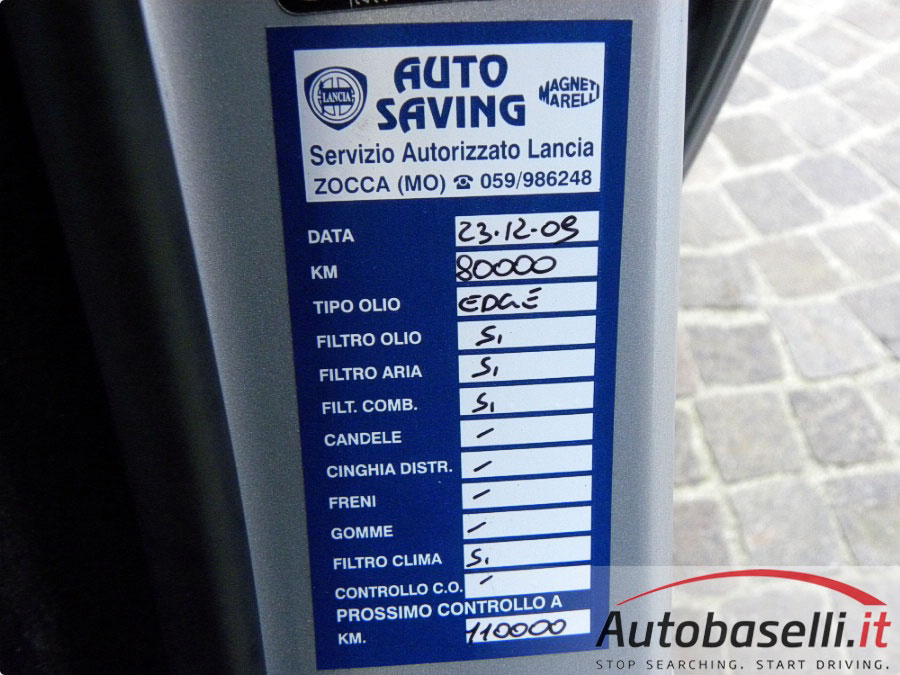 LANCIA
AUTO
SAVING
MAGNETI
MARELLI
Servizio Autorizzato Lancia
ZOCCA (MO) ☎ 059/986248
DATA 23.12.09
KM 80000
TIPO OLIO EDGE
FILTRO OLIO Si
FILTRO ARIA Si
FILT. COMB. Si
CANDELE /
CINGHIA DISTR. /
FRENI /
GOMME /
FILTRO CLIMA Si
CONTROLLO C.O. /
PROSSIMO CONTROLLO A
KM. 110000
Autobaselli.it
STOP SEARCHING. START DRIVING.